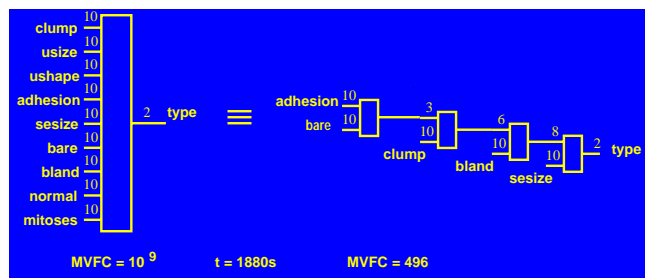 10
clump
10
usize
10
ushape
10
adhesion
10
sesize
10
bare
10
bland
10
normal
10
mitoses
2 type
≡
adhesion 10
bare 10
3
10
clump
6
10
bland
8
10
sesize
2 type
MVFC = 10 9 t = 1880s MVFC = 496